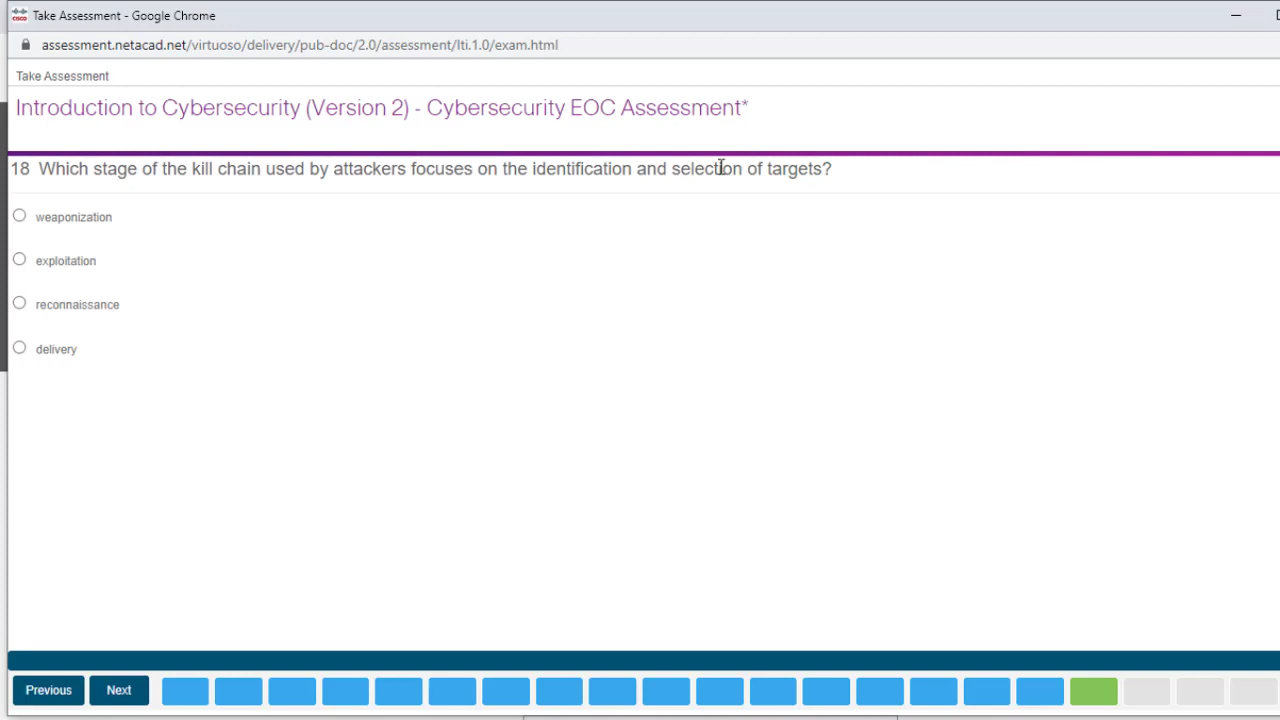 CISCO
Take Assessment - Google Chrome
assessment.netacad.net/virtuoso/delivery/pub-doc/2.0/assessment/lti.1.0/exam.html
Take Assessment
Introduction to Cybersecurity (Version 2) - Cybersecurity EOC Assessment*
18 Which stage of the kill chain used by attackers focuses on the identification and selection of targets?
weaponization
exploitation
reconnaissance
delivery
Previous Next